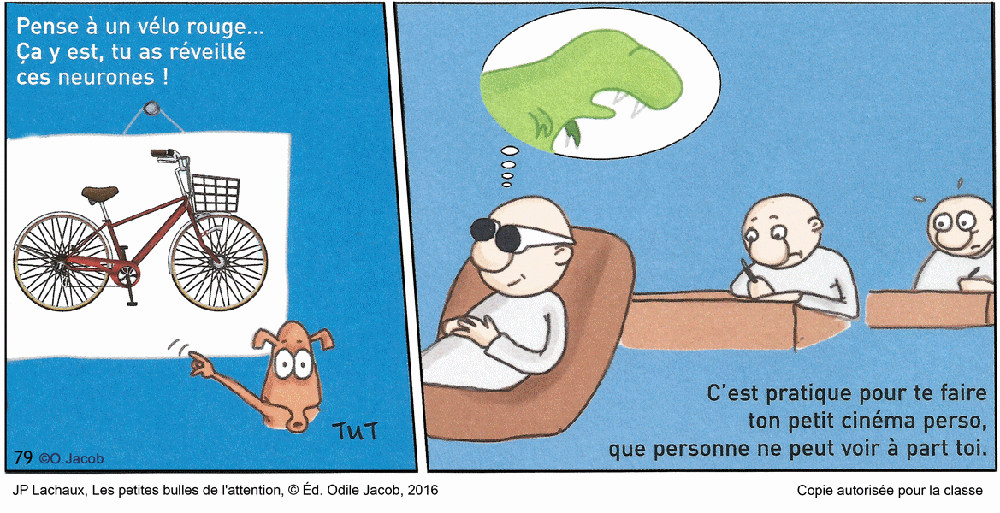 Pense à un vélo rouge...
Ça y est, tu as réveillé
ces neurones !
TUT
79 ©O.Jacob
C'est pratique pour te faire
ton petit cinéma perso,
que personne ne peut voir à part toi.
JP Lachaux, Les petites bulles de l'attention, © Éd. Odile Jacob, 2016
Copie autorisée pour la classe